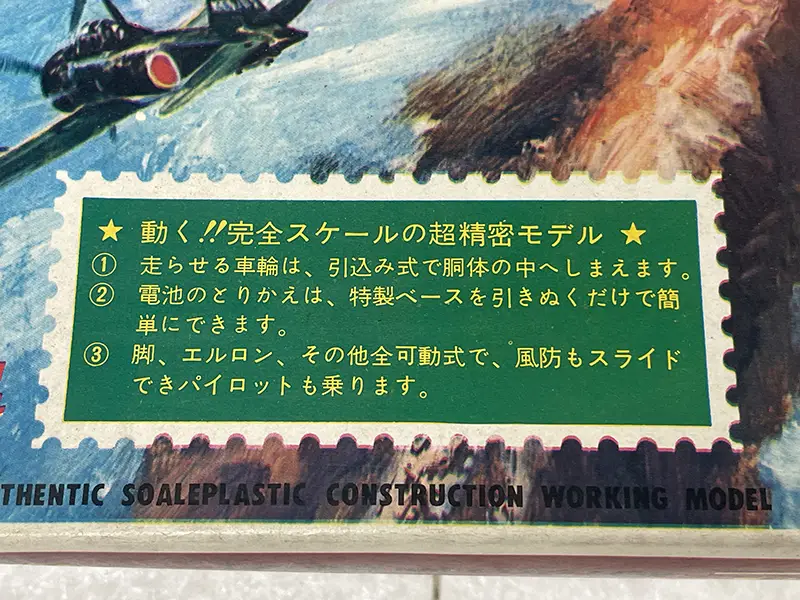 ★ 動く!!完全スケールの超精密モデル ★
① 走らせる車輪は、引込み式で胴体の中へしまえます。
② 電池のとりかえは、特製ベースを引きぬくだけで簡
単にできます。
③ 脚、エルロン、その他全可動式で、風防もスライド
できパイロットも乗ります。
THENTIC SOALEPLASTIC CONSTRUCTION WORKING MODEL